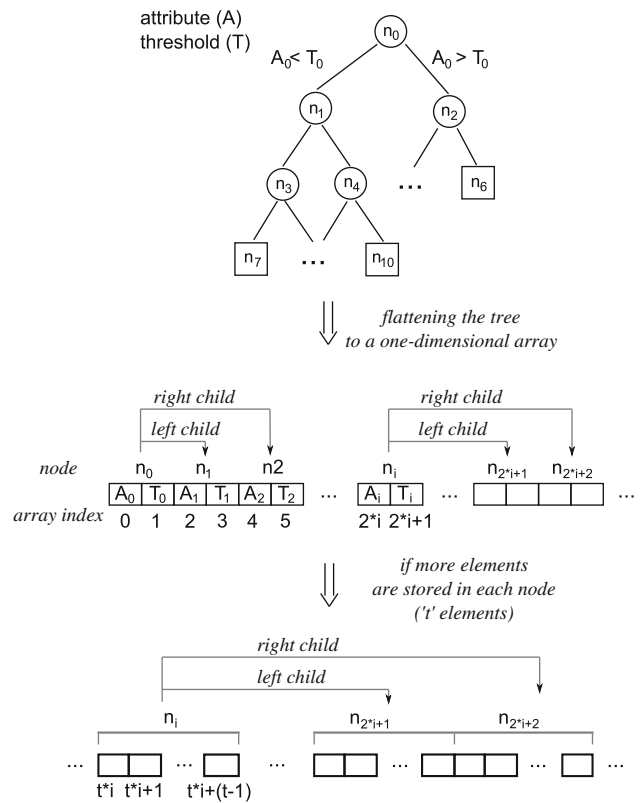 attribute (A)
threshold (T)
n0
A0< T0
A0 > T0
n1
n2
n3
n4
...
n6
n7
...
n10
flattening the tree
to a one-dimensional array
right child
right child
left child
left child
node
n0
n1
n2
ni
n2*i+1
n2*i+2
A0 T0 A1 T1 A2 T2 ... Ai Ti ... ...
array index
0 1 2 3 4 5 2*i 2*i+1
if more elements
are stored in each node
('t' elements)
right child
left child
ni
n2*i+1
n2*i+2
... ... ... ... ... ...
t*i t*i+1 t*i+(t-1)